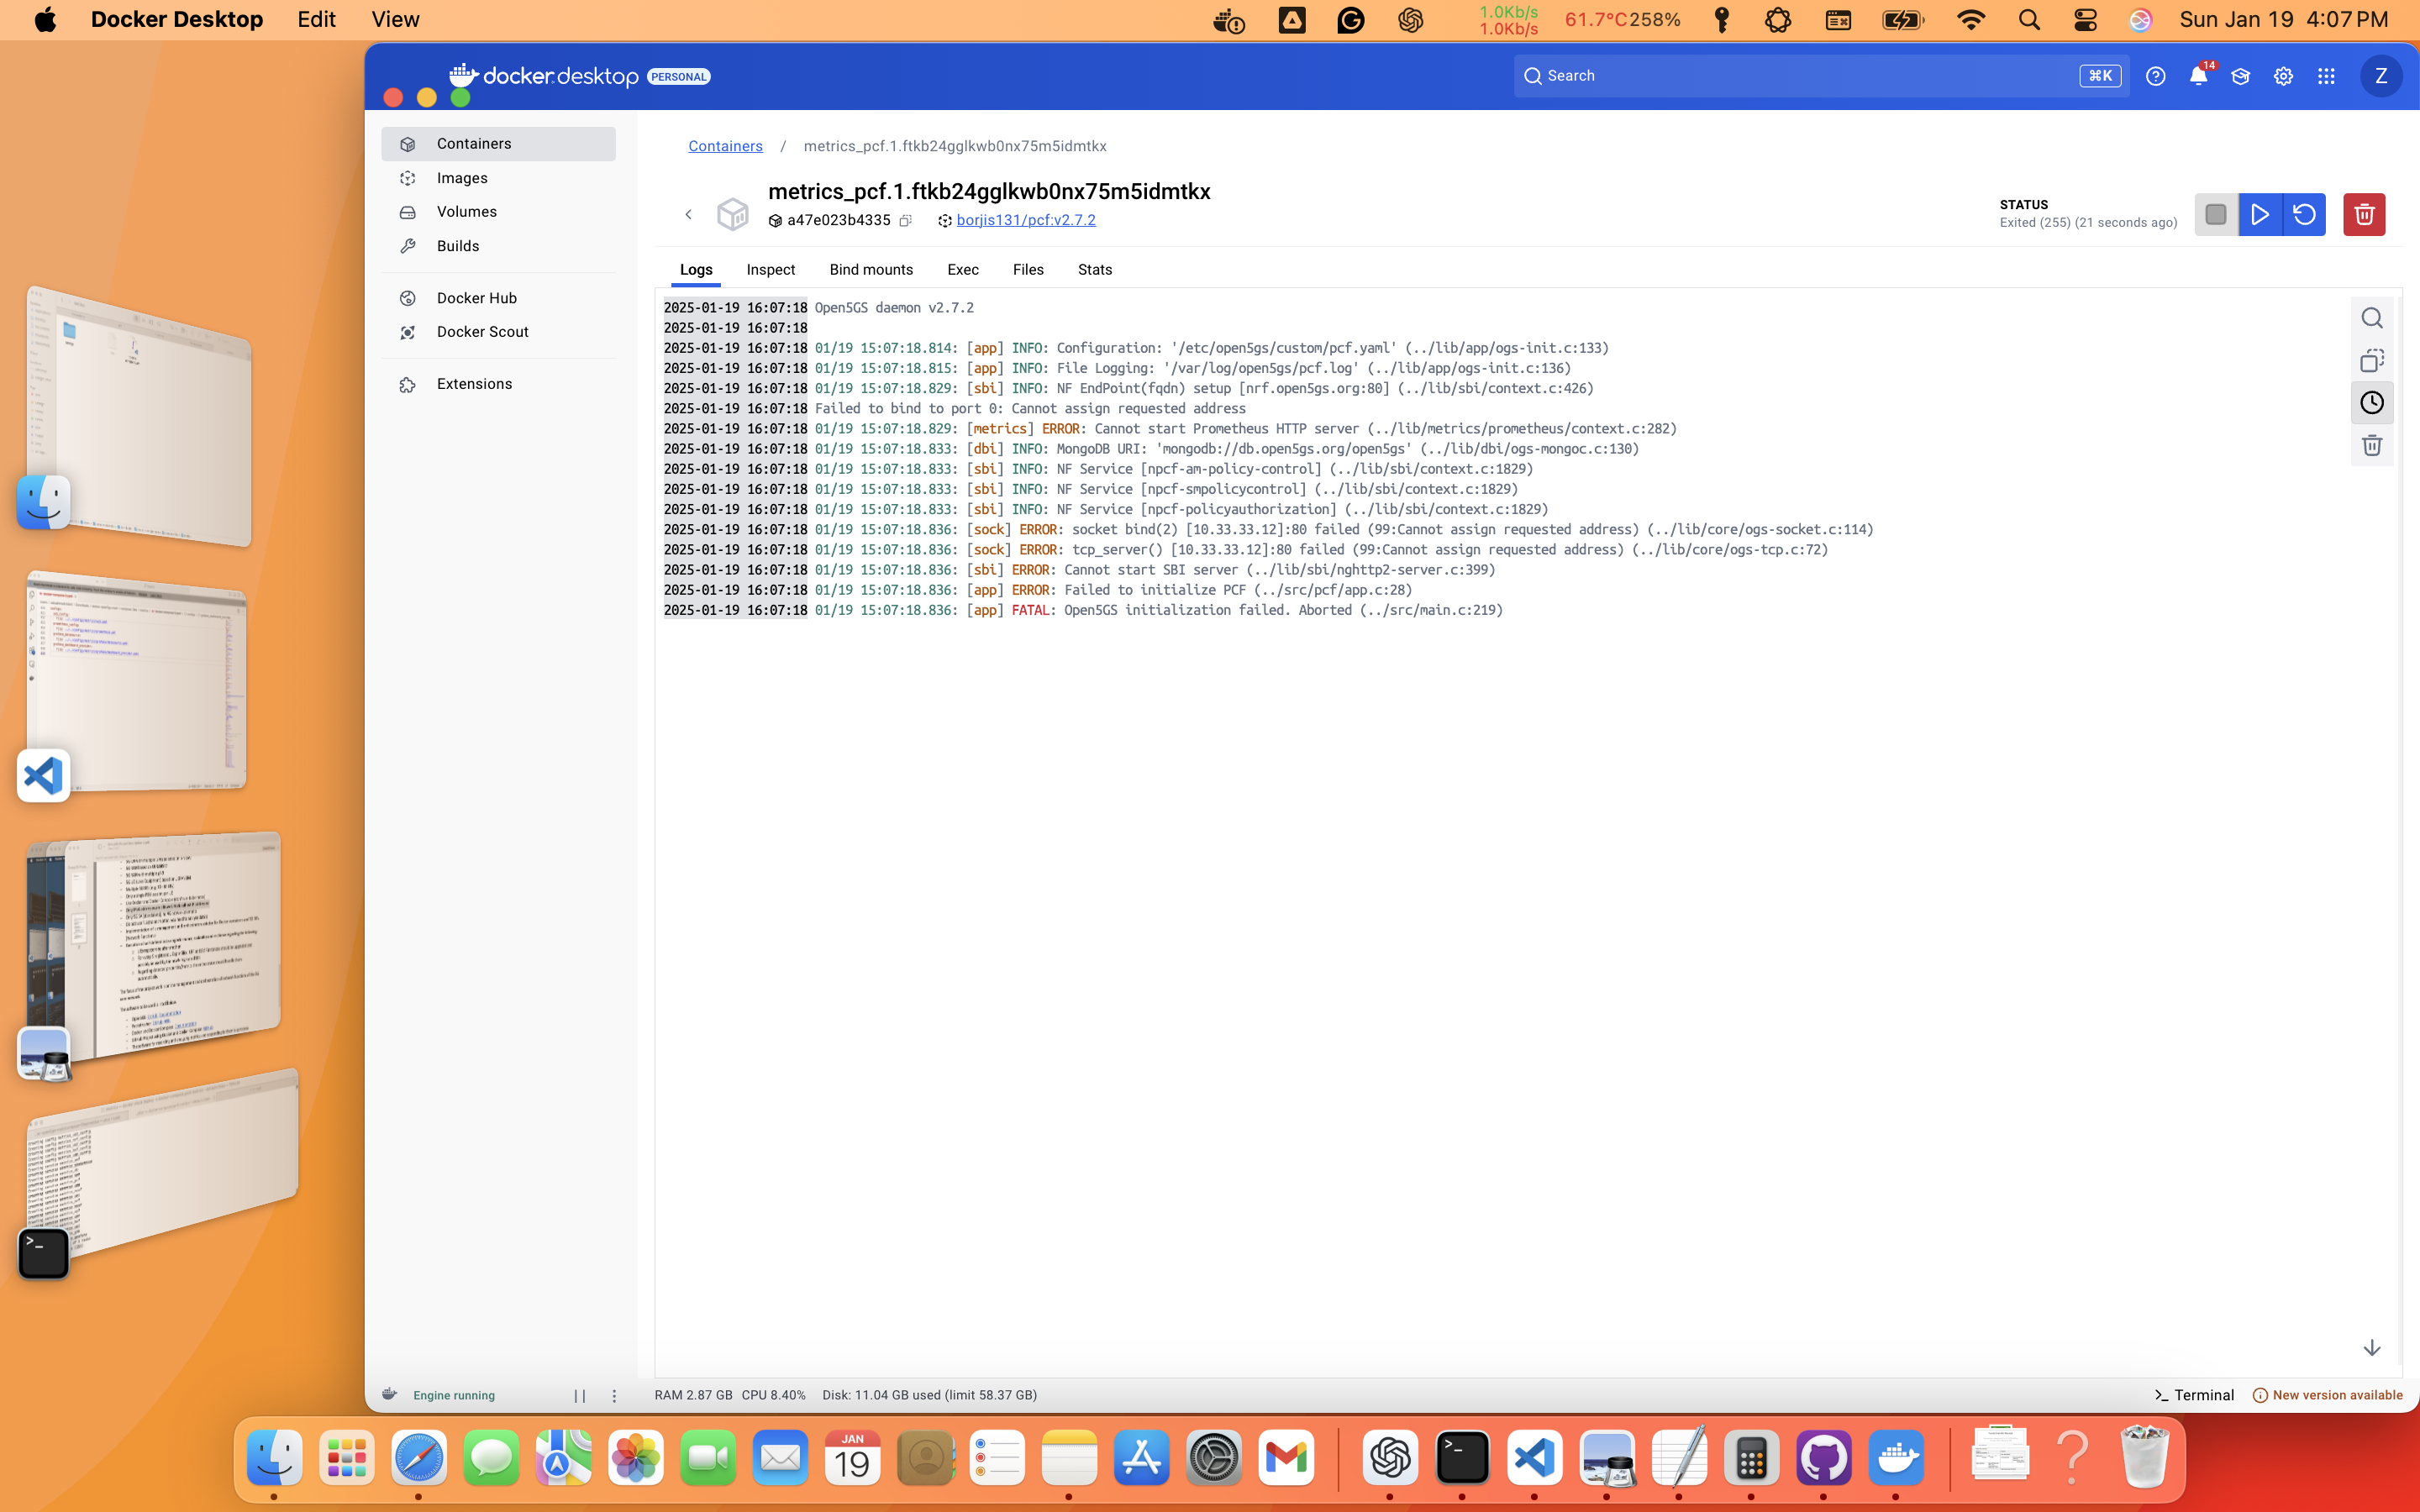 Docker Desktop Edit View
1.0Kb/s
1.0Kb/s
61.7°C 258%
Sun Jan 19 4:07 PM
docker desktop PERSONAL
Search ⌘K
14
Z
Containers
Images
Volumes
Builds
Docker Hub
Docker Scout
Extensions
Containers / metrics_pcf.1.ftkb24gglkwb0nx75m5idmtkx
metrics_pcf.1.ftkb24gglkwb0nx75m5idmtkx
a47e023b4335 borjis131/pcf:v2.7.2
STATUS
Exited (255) (21 seconds ago)
Logs Inspect Bind mounts Exec Files Stats
2025-01-19 16:07:18 Open5GS daemon v2.7.2
2025-01-19 16:07:18
2025-01-19 16:07:18 01/19 15:07:18.814: [app] INFO: Configuration: '/etc/open5gs/custom/pcf.yaml' (../lib/app/ogs-init.c:133)
2025-01-19 16:07:18 01/19 15:07:18.815: [app] INFO: File Logging: '/var/log/open5gs/pcf.log' (../lib/app/ogs-init.c:136)
2025-01-19 16:07:18 01/19 15:07:18.829: [sbi] INFO: NF EndPoint(fqdn) setup [nrf.open5gs.org:80] (../lib/sbi/context.c:426)
2025-01-19 16:07:18 Failed to bind to port 0: Cannot assign requested address
2025-01-19 16:07:18 01/19 15:07:18.829: [metrics] ERROR: Cannot start Prometheus HTTP server (../lib/metrics/prometheus/context.c:282)
2025-01-19 16:07:18 01/19 15:07:18.833: [dbi] INFO: MongoDB URI: 'mongodb://db.open5gs.org/open5gs' (../lib/dbi/ogs-mongoc.c:130)
2025-01-19 16:07:18 01/19 15:07:18.833: [sbi] INFO: NF Service [npcf-am-policy-control] (../lib/sbi/context.c:1829)
2025-01-19 16:07:18 01/19 15:07:18.833: [sbi] INFO: NF Service [npcf-smpolicycontrol] (../lib/sbi/context.c:1829)
2025-01-19 16:07:18 01/19 15:07:18.833: [sbi] INFO: NF Service [npcf-policyauthorization] (../lib/sbi/context.c:1829)
2025-01-19 16:07:18 01/19 15:07:18.836: [sock] ERROR: socket bind(2) [10.33.33.12]:80 failed (99:Cannot assign requested address) (../lib/core/ogs-socket.c:114)
2025-01-19 16:07:18 01/19 15:07:18.836: [sock] ERROR: tcp_server() [10.33.33.12]:80 failed (99:Cannot assign requested address) (../lib/core/ogs-tcp.c:72)
2025-01-19 16:07:18 01/19 15:07:18.836: [sbi] ERROR: Cannot start SBI server (../lib/sbi/nghttp2-server.c:399)
2025-01-19 16:07:18 01/19 15:07:18.836: [app] ERROR: Failed to initialize PCF (../src/pcf/app.c:28)
2025-01-19 16:07:18 01/19 15:07:18.836: [app] FATAL: Open5GS initialization failed. Aborted (../src/main.c:219)
Engine running
RAM 2.87 GB CPU 8.40% Disk: 11.04 GB used (limit 58.37 GB)
Terminal New version available
JAN
19